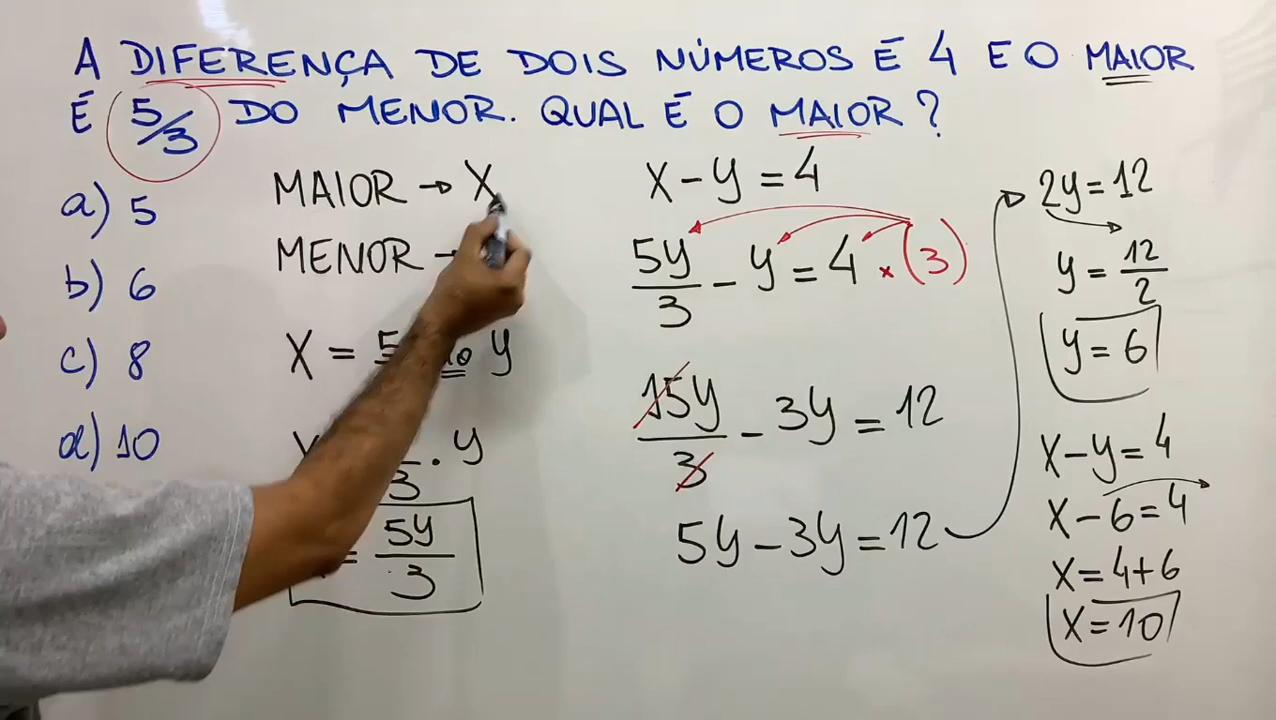 A DIFERENÇA DE DOIS NÚMEROS É 4 E O MAIOR
É 5/3 DO MENOR. QUAL É O MAIOR?
a) 5
b) 6
c) 8
d) 10
MAIOR → X
MENOR →
X = 5 y
. y
3
= 5y/3
X - y = 4
5y/3 - y = 4 × (3)
15y/3 - 3y = 12
5y - 3y = 12
2y = 12
y = 12/2
y = 6
X - y = 4
X - 6 = 4
X = 4 + 6
X = 10